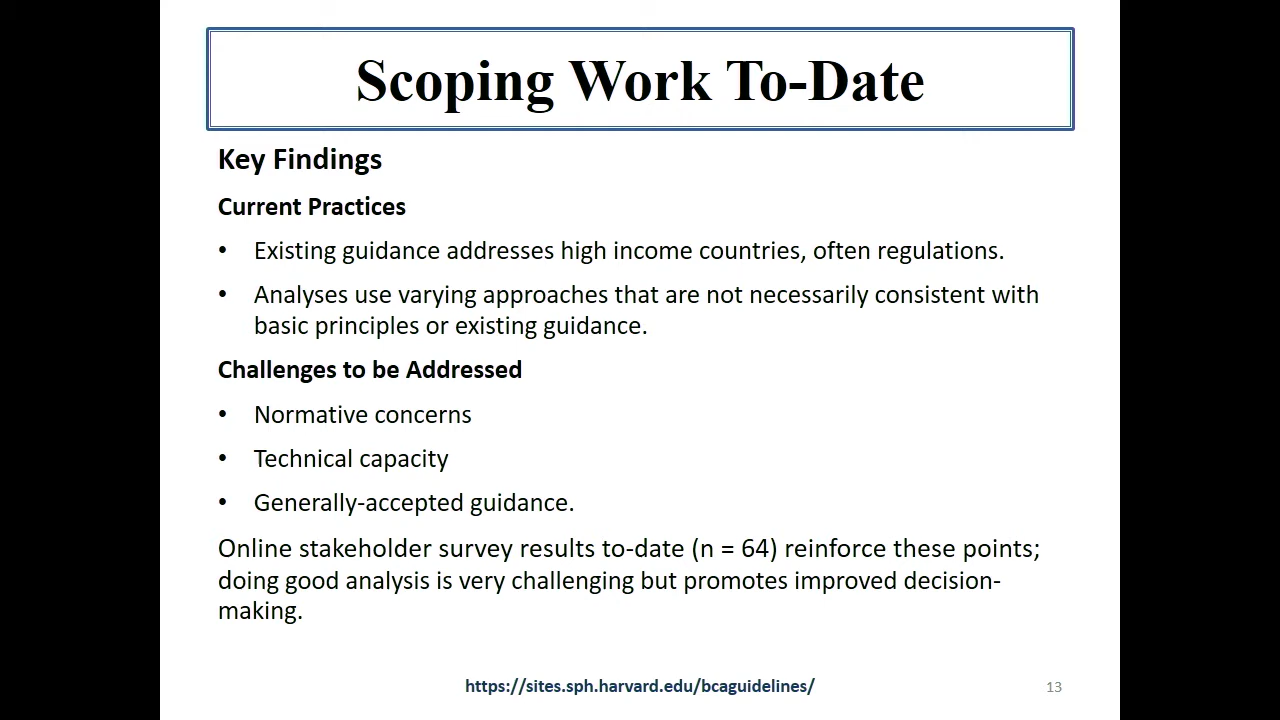 Scoping Work To-Date
Key Findings
Current Practices
• Existing guidance addresses high income countries, often regulations.
• Analyses use varying approaches that are not necessarily consistent with
basic principles or existing guidance.
Challenges to be Addressed
• Normative concerns
• Technical capacity
• Generally-accepted guidance.
Online stakeholder survey results to-date (n = 64) reinforce these points;
doing good analysis is very challenging but promotes improved decision-
making.
https://sites.sph.harvard.edu/bcaguidelines/
13